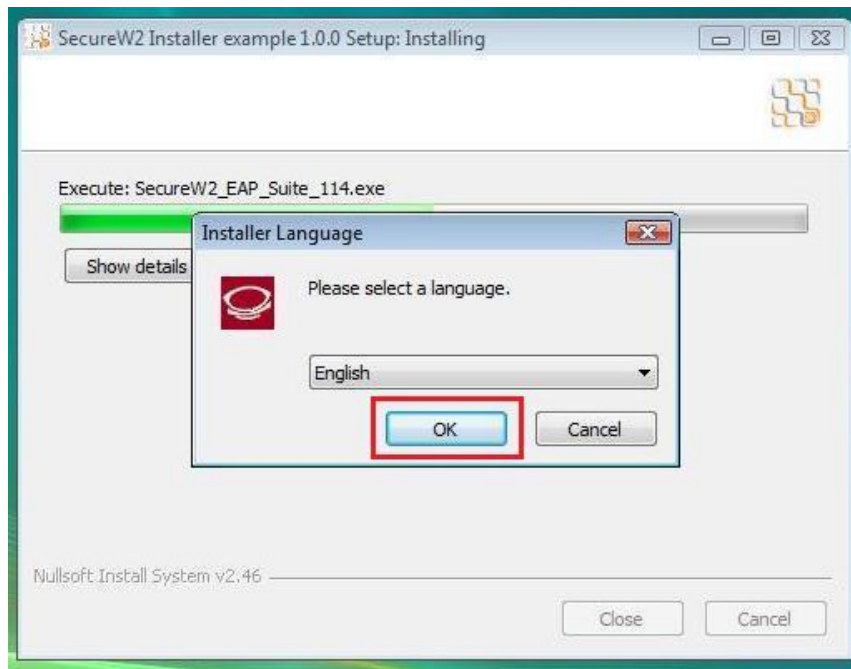 SecureW2 Installer example 1.0.0 Setup: Installing
Execute: SecureW2_EAP_Suite_114.exe
Show details
Installer Language
Please select a language.
English
OK
Cancel
Nullsoft Install System v2.46
Close
Cancel